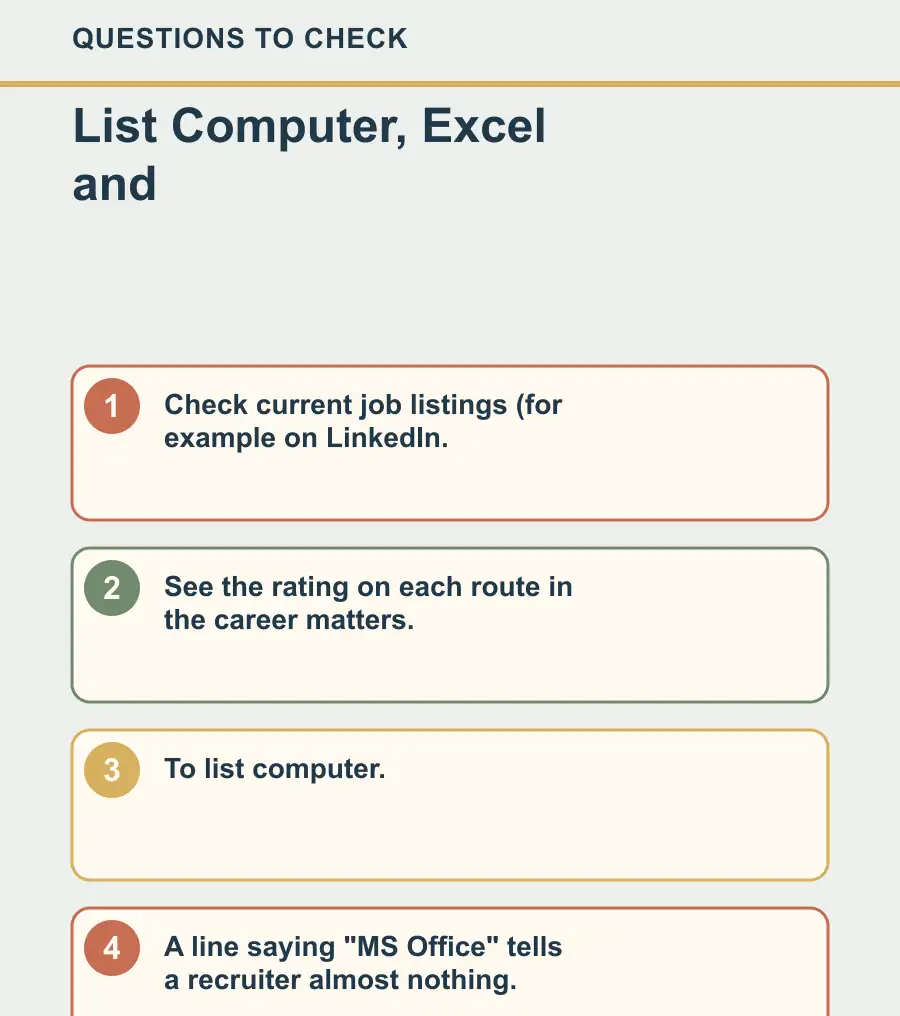 QUESTIONS TO CHECK
List Computer, Excel
and
1
Check current job listings (for
example on LinkedIn.
2
See the rating on each route in
the career matters.
3
To list computer.
4
A line saying "MS Office" tells
a recruiter almost nothing.